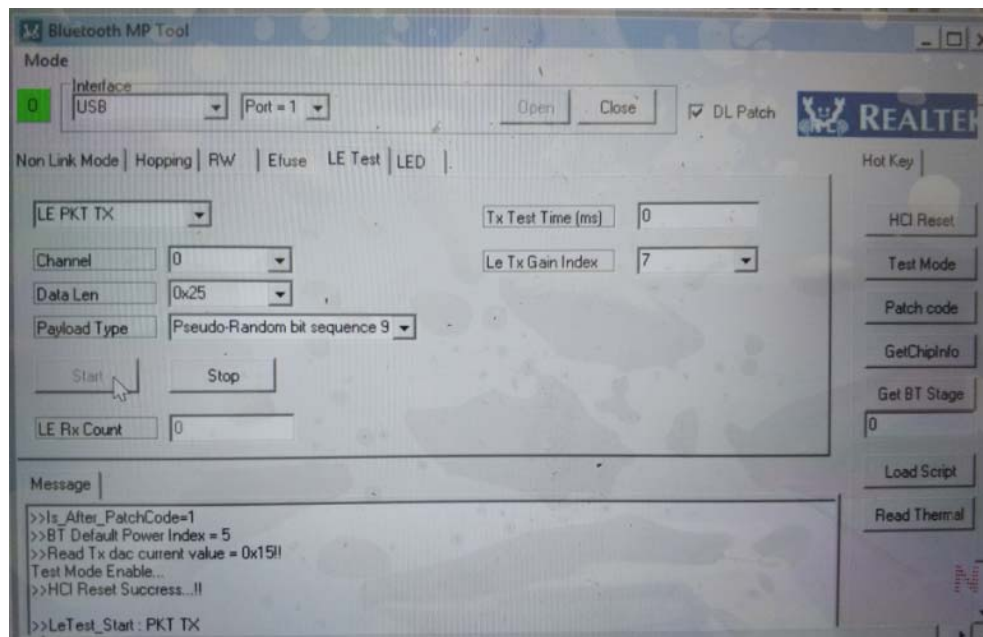 Bluetooth MP Tool
Mode
Interface
0 USB Port = 1 Open Close DL Patch
Non Link Mode Hopping RW Efuse LE Test LED Hot Key
LE PKT TX Tx Test Time (ms) 0 HCI Reset
Channel 0 Le Tx Gain Index 7 Test Mode
Data Len 0x25 Patch code
Payload Type Pseudo-Random bit sequence 9
Start Stop GetChipInfo
Get BT Stage
LE Rx Count 0 0
Load Script
Message
Read Thermal
>>Is_After_PatchCode=1
>>BT Default Power Index = 5
>>Read Tx dac current value = 0x15!!
Test Mode Enable...
>>HCI Reset Succress...!!
>>LeTest_Start : PKT TX